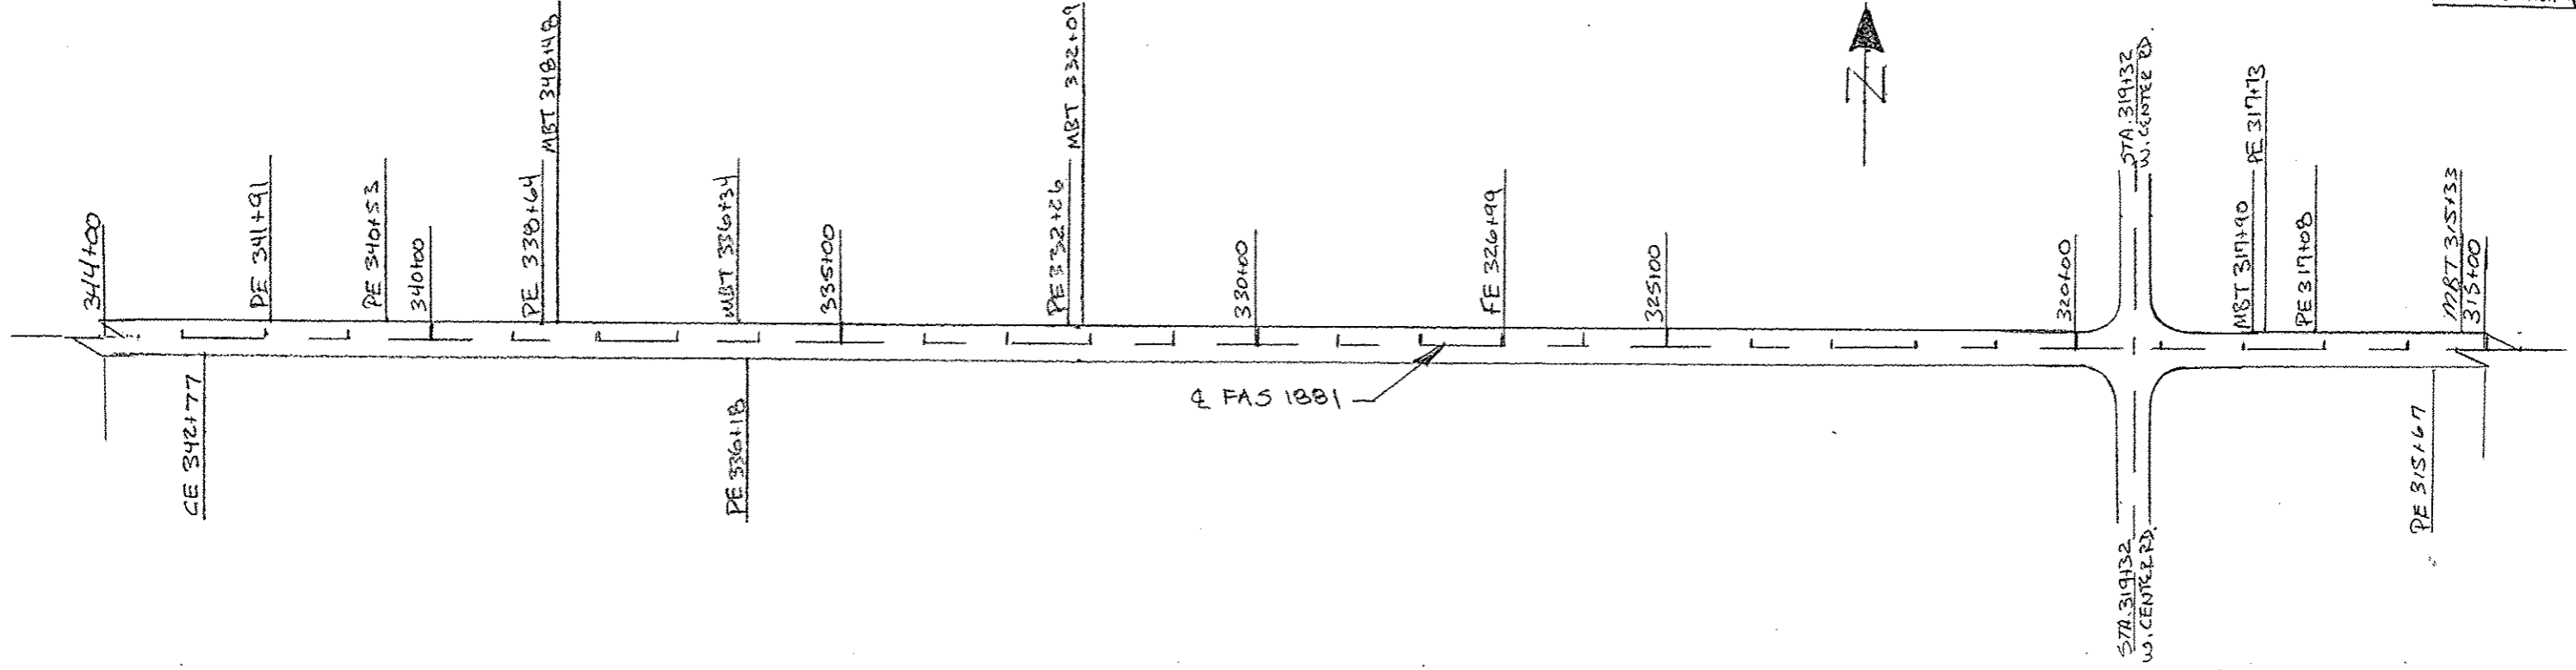 344+00
PE 341+91
PE 340+53
340+00
PE 338+64
MBT 348+48
MBT 336+34
335+00
PE 332+26
MBT 332+09
330+00
FE 326+99
325+00
N
320+00
STA. 319+32
W. CENTER RD.
MBT 317+90
PE 317+73
PE 317+08
MBT 315+33
315+00
CE 342+77
PE 336+18
℄ FAS 1881
STA. 319+32
W. CENTER RD.
PE 315+67